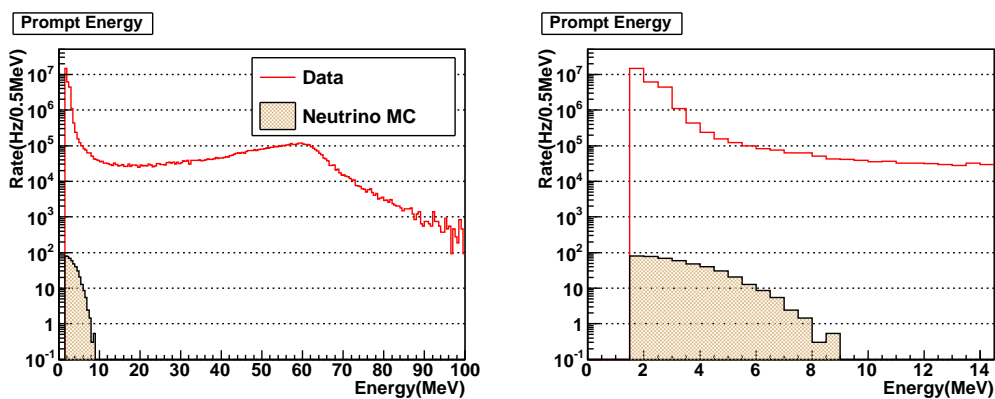 Prompt Energy
Rate(Hz/0.5MeV)
10^7
10^6
10^5
10^4
10^3
10^2
10
1
10^-1
Data
Neutrino MC
0 10 20 30 40 50 60 70 80 90 100
Energy(MeV)
Prompt Energy
Rate(Hz/0.5MeV)
10^7
10^6
10^5
10^4
10^3
10^2
10
1
10^-1
0 2 4 6 8 10 12 14
Energy(MeV)